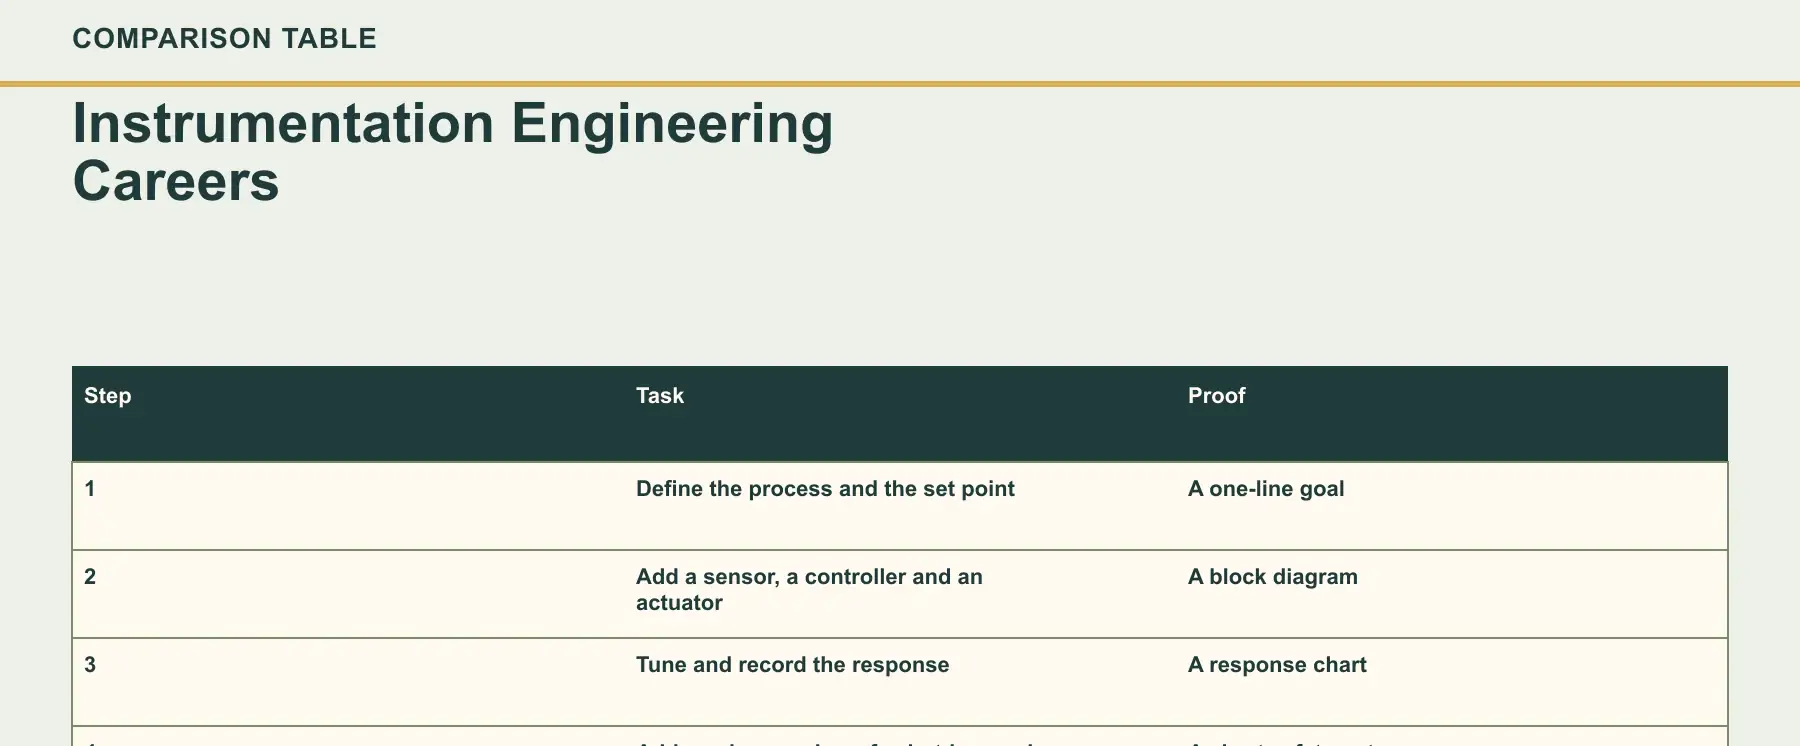 COMPARISON TABLE
Instrumentation Engineering
Careers
Step Task Proof
1 Define the process and the set point A one-line goal
2 Add a sensor, a controller and an A block diagram
actuator
3 Tune and record the response A response chart